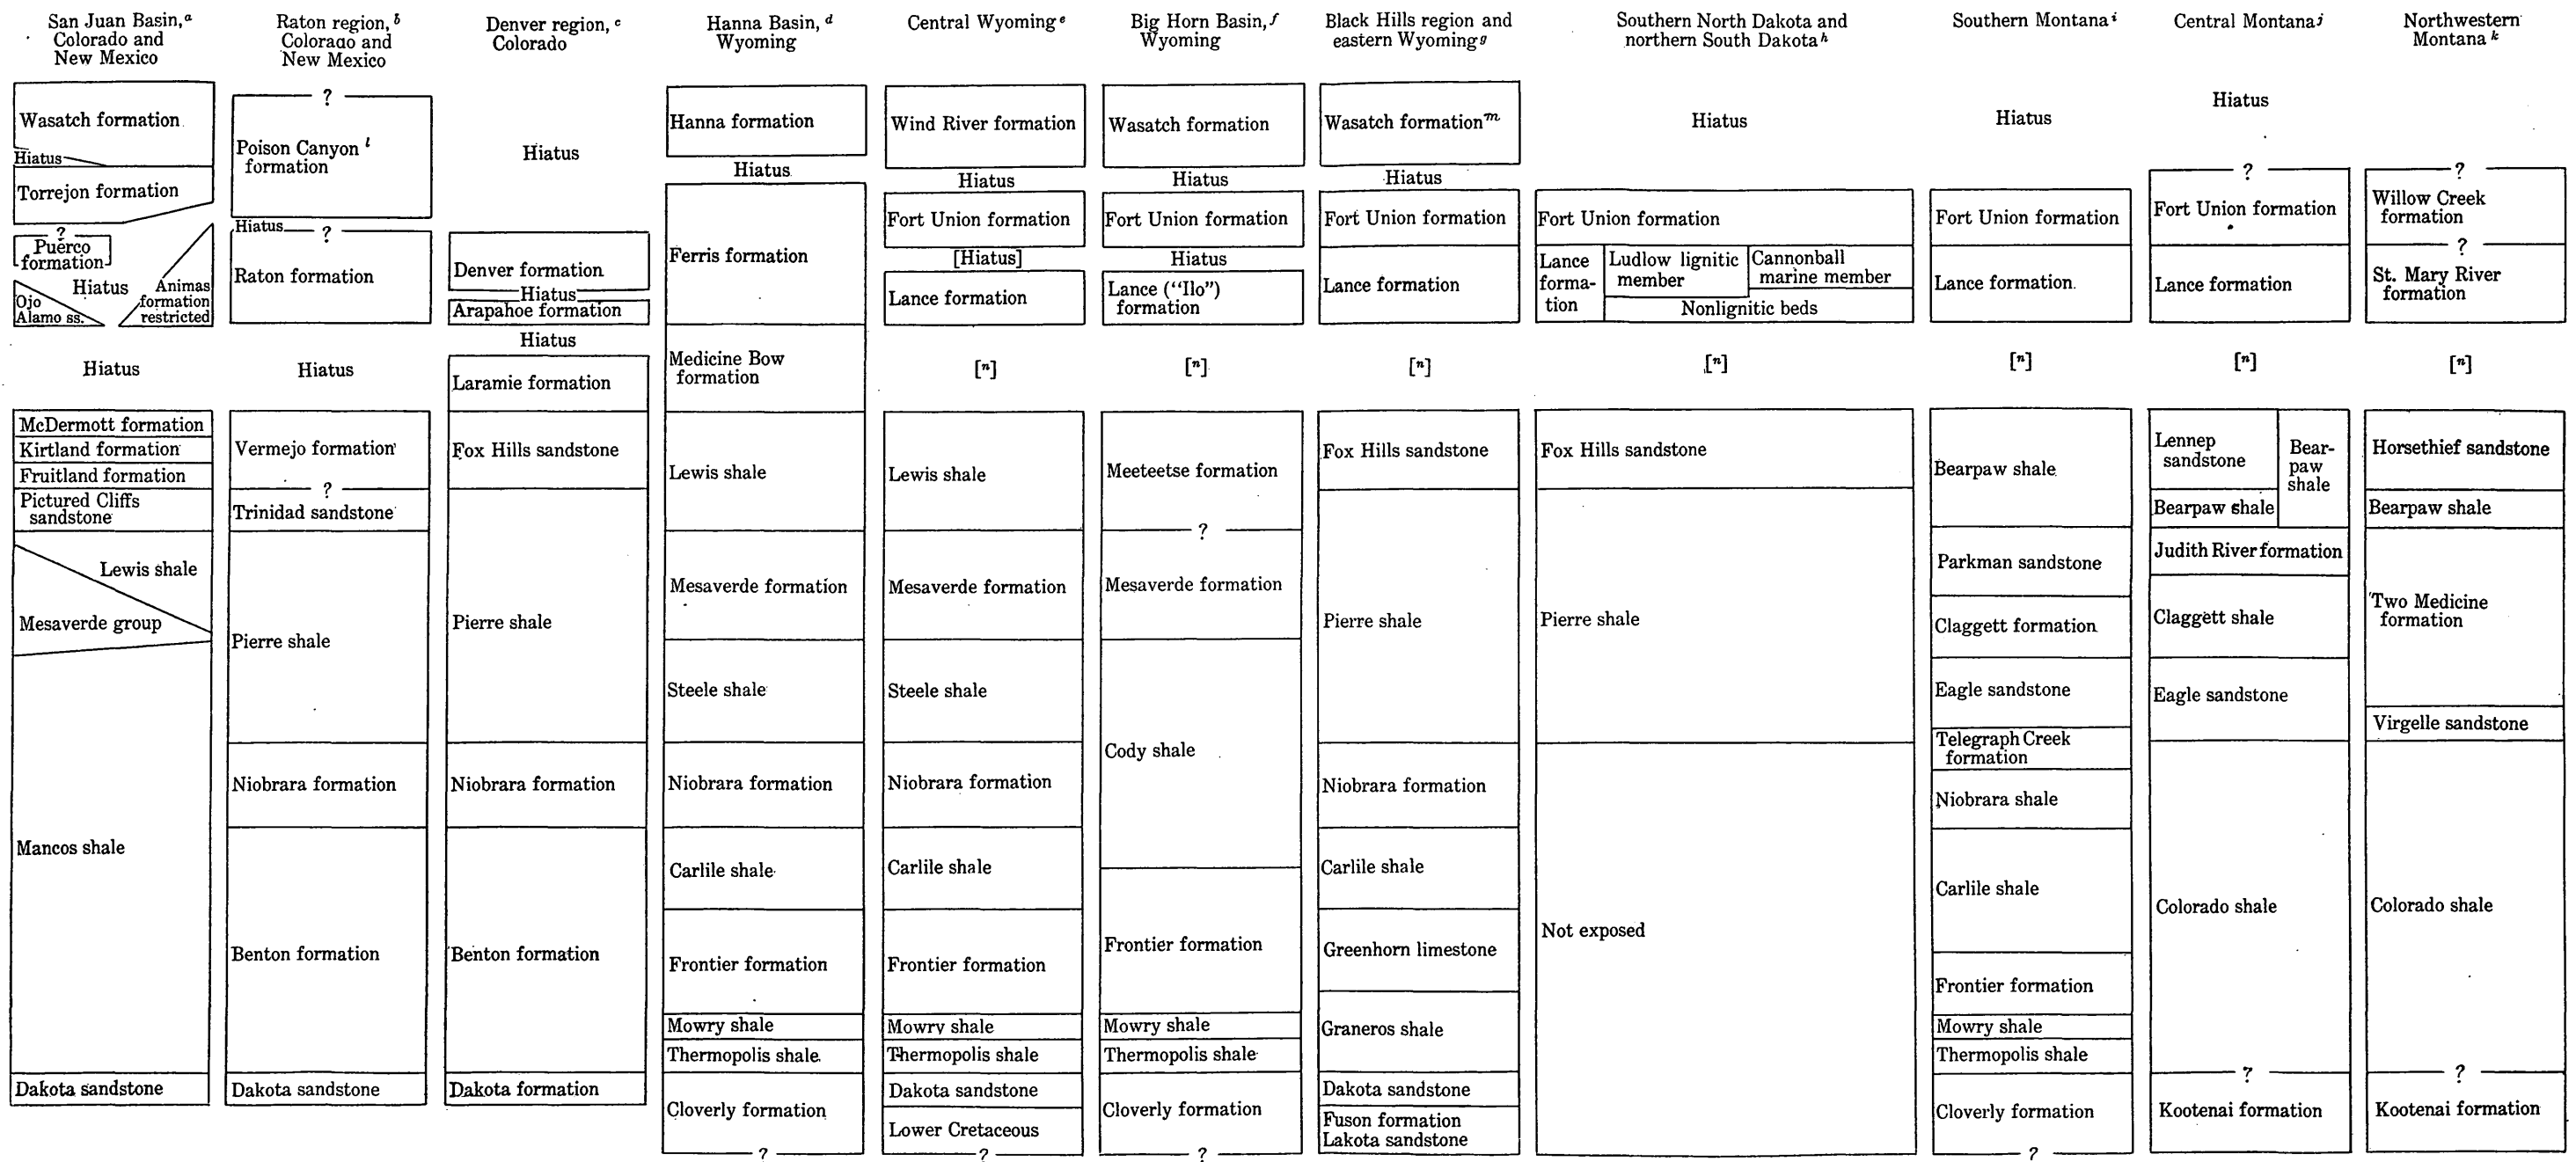 San Juan Basin,ᵃ
Colorado and
New Mexico
Wasatch formation
Hiatus
Torrejon formation
?
Puerco
formation
Hiatus
Ojo
Alamo ss.
Animas
formation
restricted
Hiatus
McDermott formation
Kirtland formation
Fruitland formation
Pictured Cliffs
sandstone
Lewis shale
Mesaverde group
Mancos shale
Dakota sandstone
Raton region,ᵇ
Colorado and
New Mexico
?
Poison Canyonˡ
formation
Hiatus
?
Raton formation
Hiatus
Vermejo formation
?
Trinidad sandstone
Pierre shale
Niobrara formation
Benton formation
Dakota sandstone
Denver region,ᶜ
Colorado
Hiatus
Denver formation
Hiatus
Arapahoe formation
Hiatus
Laramie formation
Fox Hills sandstone
Pierre shale
Niobrara formation
Benton formation
Dakota formation
Hanna Basin,ᵈ
Wyoming
Hanna formation
Hiatus
Ferris formation
Medicine Bow
formation
Lewis shale
Mesaverde formation
Steele shale
Niobrara formation
Carlile shale
Frontier formation
Mowry shale
Thermopolis shale
Cloverly formation
?
Central Wyomingᵉ
Wind River formation
Hiatus
Fort Union formation
[Hiatus]
Lance formation
[ⁿ]
Lewis shale
Mesaverde formation
Steele shale
Niobrara formation
Carlile shale
Frontier formation
Mowry shale
Thermopolis shale
Dakota sandstone
Lower Cretaceous
?
Big Horn Basin,ᶠ
Wyoming
Wasatch formation
Hiatus
Fort Union formation
Hiatus
Lance ("Ilo")
formation
[ⁿ]
Meeteetse formation
?
Mesaverde formation
Cody shale
Frontier formation
Mowry shale
Thermopolis shale
Cloverly formation
?
Black Hills region and
eastern Wyomingᵍ
Wasatch formationᵐ
Hiatus
Fort Union formation
Lance formation
[ⁿ]
Fox Hills sandstone
Pierre shale
Niobrara formation
Carlile shale
Greenhorn limestone
Graneros shale
Dakota sandstone
Fuson formation
Lakota sandstone
Southern North Dakota and
northern South Dakotaʰ
Hiatus
Fort Union formation
Lance
forma-
tion
Ludlow lignitic
member
Cannonball
marine member
Nonlignitic beds
[ⁿ]
Fox Hills sandstone
Pierre shale
Not exposed
Southern Montanaⁱ
Hiatus
Fort Union formation
Lance formation
[ⁿ]
Bearpaw shale
Parkman sandstone
Claggett formation
Eagle sandstone
Telegraph Creek
formation
Niobrara shale
Carlile shale
Frontier formation
Mowry shale
Thermopolis shale
Cloverly formation
?
Central Montanaʲ
Hiatus
?
Fort Union formation
Lance formation
[ⁿ]
Lennep
sandstone
Bear-
paw
shale
Bearpaw shale
Judith River formation
Claggett shale
Eagle sandstone
Colorado shale
?
Kootenai formation
Northwestern
Montanaᵏ
?
Willow Creek
formation
?
St. Mary River
formation
[ⁿ]
Horsethief sandstone
Bearpaw shale
Two Medicine
formation
Virgelle sandstone
Colorado shale
?
Kootenai formation